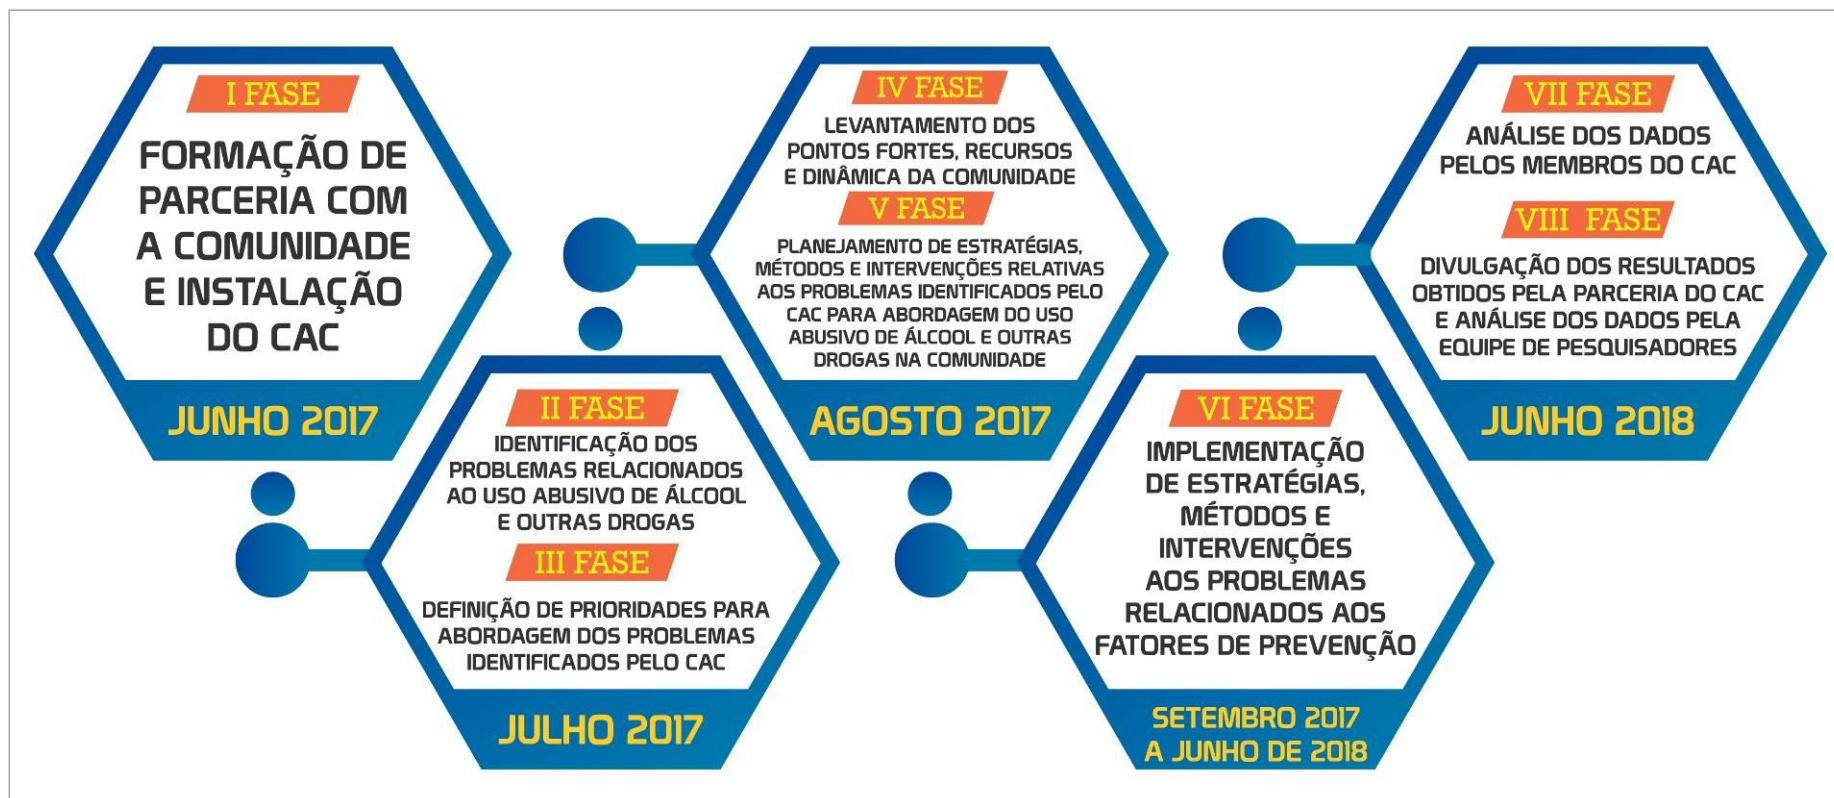 I FASE
FORMAÇÃO DE
PARCERIA COM
A COMUNIDADE
E INSTALAÇÃO
DO CAC
JUNHO 2017
II FASE
IDENTIFICAÇÃO DOS
PROBLEMAS RELACIONADOS
AO USO ABUSIVO DE ÁLCOOL
E OUTRAS DROGAS
III FASE
DEFINIÇÃO DE PRIORIDADES PARA
ABORDAGEM DOS PROBLEMAS
IDENTIFICADOS PELO CAC
JULHO 2017
IV FASE
LEVANTAMENTO DOS
PONTOS FORTES, RECURSOS
E DINÂMICA DA COMUNIDADE
V FASE
PLANEJAMENTO DE ESTRATÉGIAS,
MÉTODOS E INTERVENÇÕES RELATIVAS
AOS PROBLEMAS IDENTIFICADOS PELO
CAC PARA ABORDAGEM DO USO
ABUSIVO DE ÁLCOOL E OUTRAS
DROGAS NA COMUNIDADE
AGOSTO 2017
VI FASE
IMPLEMENTAÇÃO
DE ESTRATÉGIAS,
MÉTODOS E
INTERVENÇÕES
AOS PROBLEMAS
RELACIONADOS AOS
FATORES DE PREVENÇÃO
SETEMBRO 2017
A JUNHO DE 2018
VII FASE
ANÁLISE DOS DADOS
PELOS MEMBROS DO CAC
VIII FASE
DIVULGAÇÃO DOS RESULTADOS
OBTIDOS PELA PARCERIA DO CAC
E ANÁLISE DOS DADOS PELA
EQUIPE DE PESQUISADORES
JUNHO 2018